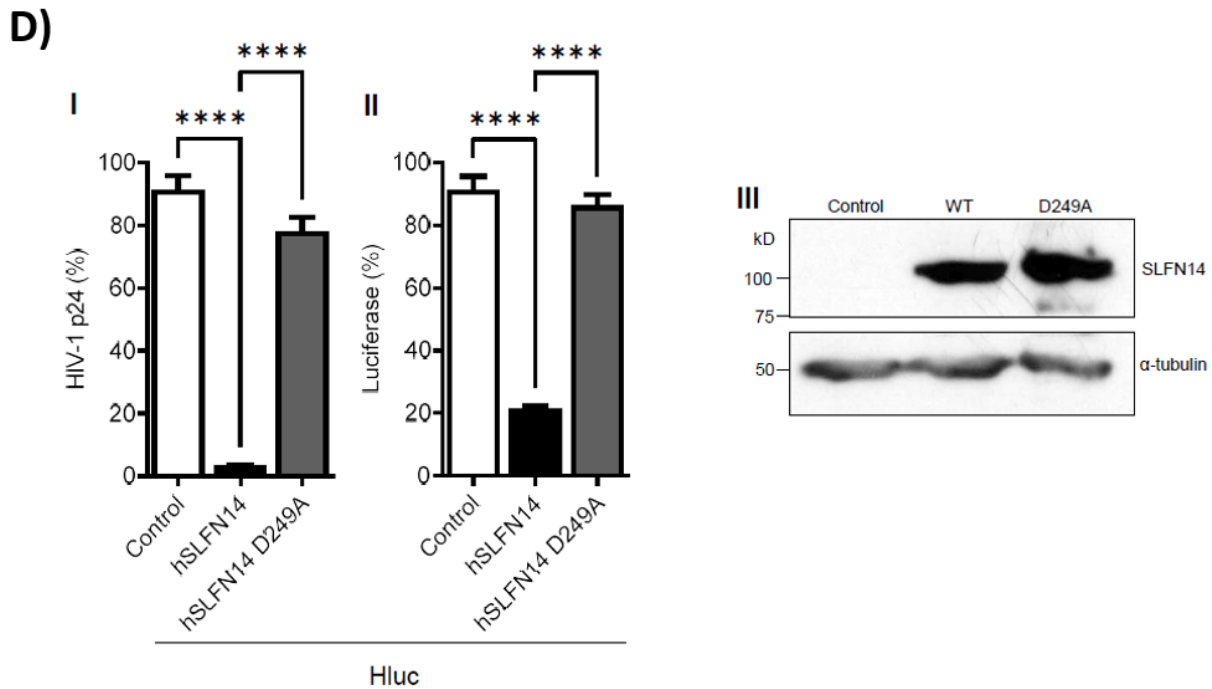 D)
I
****
****
HIV-1 p24 (%)
100
80
60
40
20
0
Control
hSLFN14
hSLFN14 D249A
II
****
****
Luciferase (%)
100
80
60
40
20
0
Control
hSLFN14
hSLFN14 D249A
Hluc
III
Control WT D249A
kD
100
75
SLFN14
50
α-tubulin